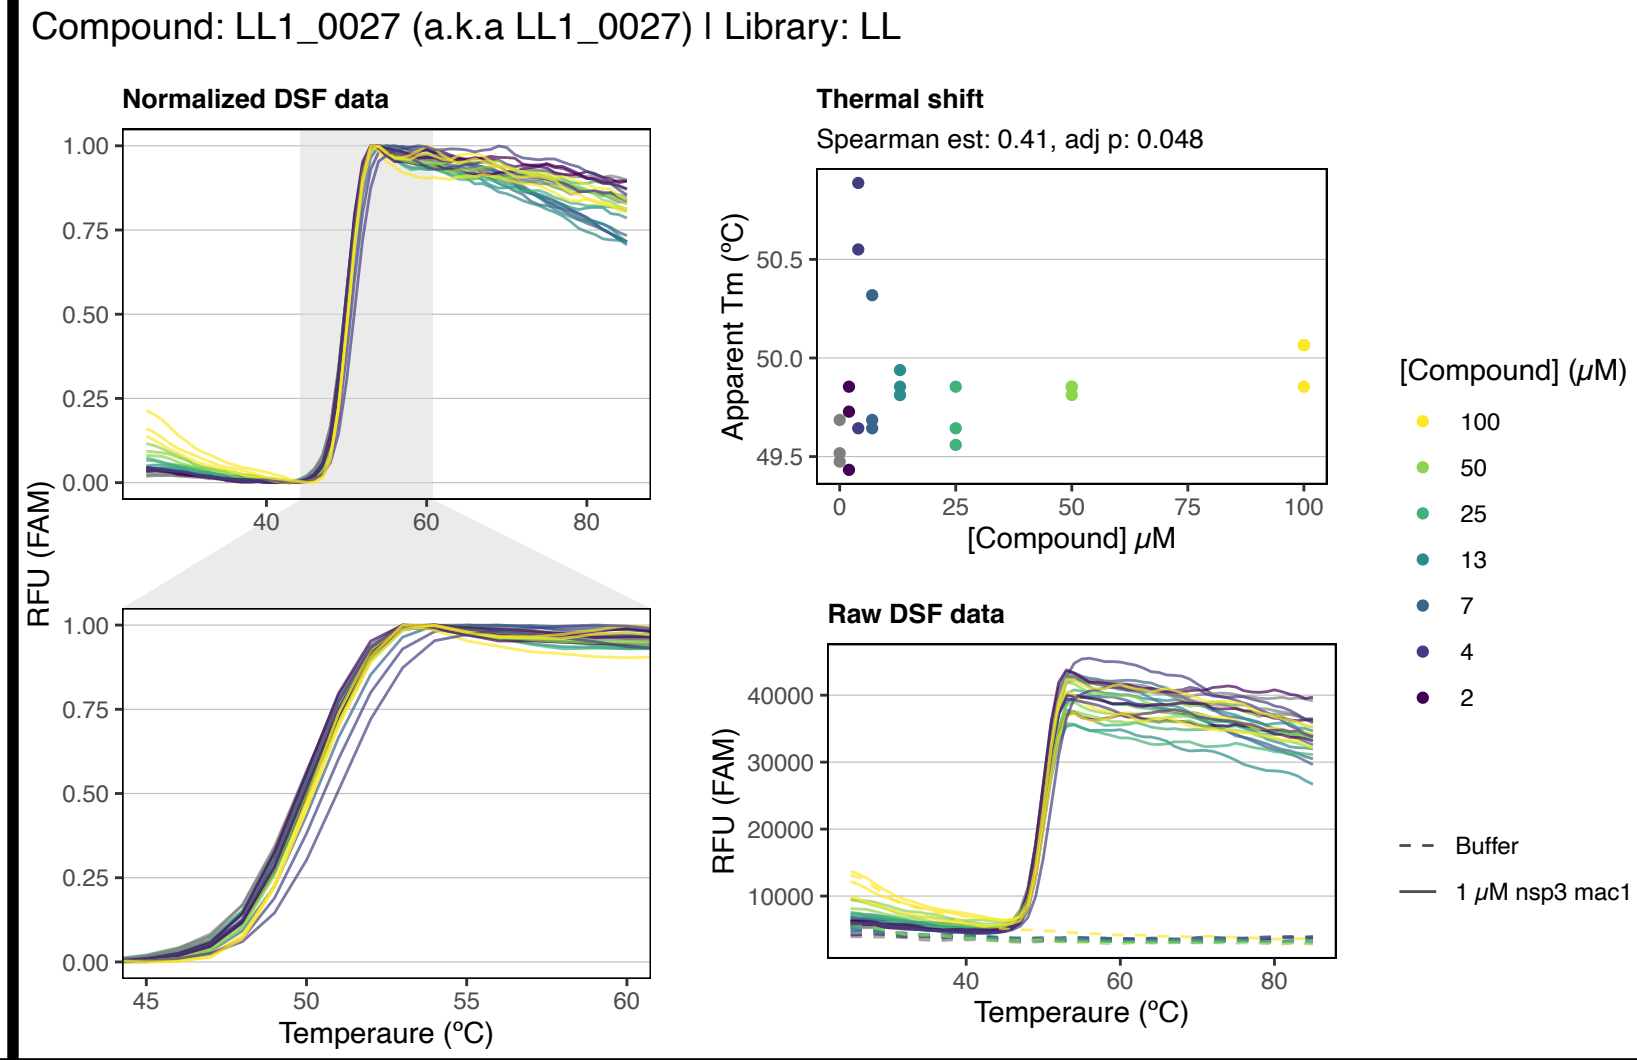 Compound: LL1_0027 (a.k.a LL1_0027) | Library: LL
Normalized DSF data
1.00
0.75
0.50
0.25
0.00
40
60
80
RFU (FAM)
1.00
0.75
0.50
0.25
0.00
45
50
55
60
Temperaure (ºC)
Thermal shift
Spearman est: 0.41, adj p: 0.048
Apparent Tm (ºC)
50.5
50.0
49.5
0
25
50
75
100
[Compound] µM
Raw DSF data
RFU (FAM)
40000
30000
20000
10000
40
60
80
Temperaure (ºC)
[Compound] (µM)
100
50
25
13
7
4
2
Buffer
1 µM nsp3 mac1